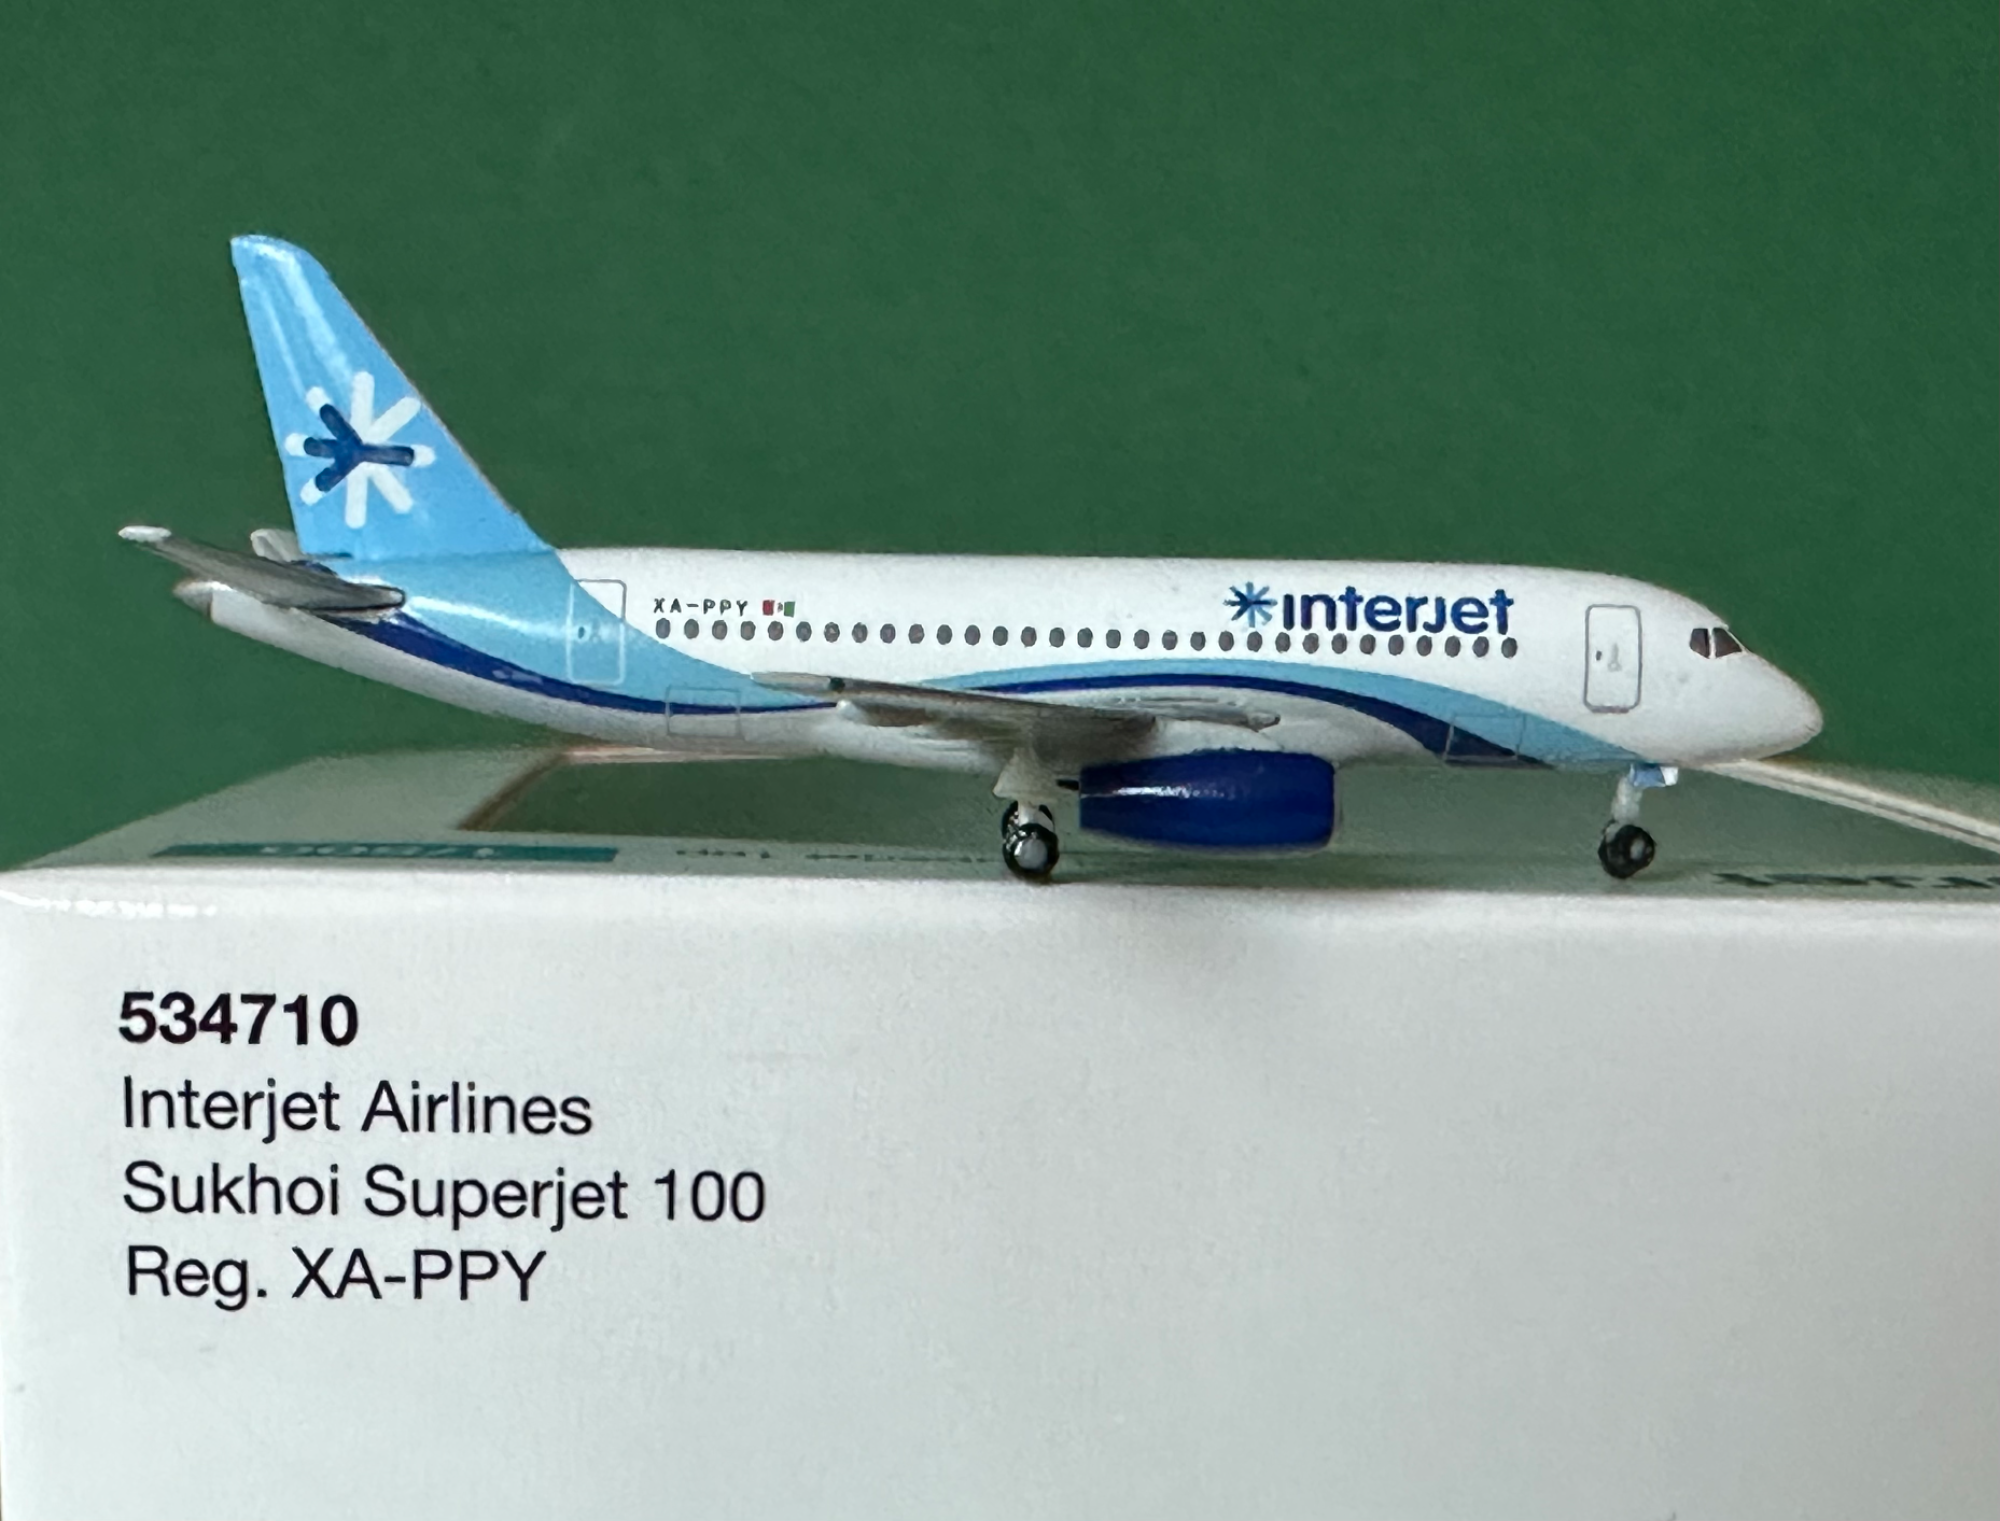 XA-PPY
interjet
534710
Interjet Airlines
Sukhoi Superjet 100
Reg. XA-PPY